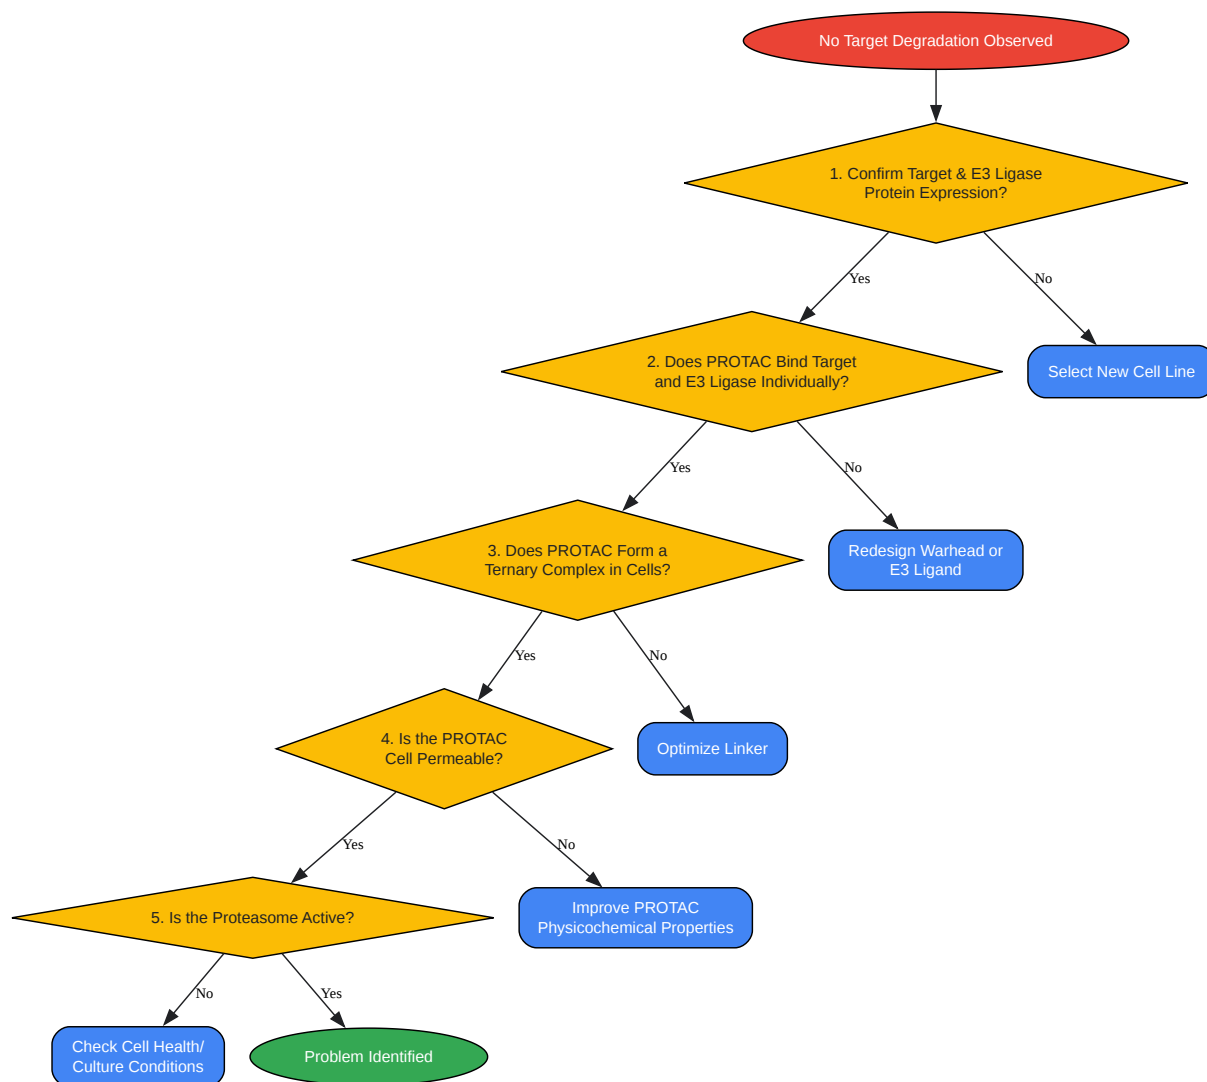 No Target Degradation Observed
1. Confirm Target & E3 Ligase
Protein Expression?
Yes
No
2. Does PROTAC Bind Target
and E3 Ligase Individually?
Select New Cell Line
Yes
No
3. Does PROTAC Form a
Ternary Complex in Cells?
Redesign Warhead or
E3 Ligand
Yes
No
4. Is the PROTAC
Cell Permeable?
Optimize Linker
Yes
No
5. Is the Proteasome Active?
Improve PROTAC
Physicochemical Properties
No
Yes
Check Cell Health/
Culture Conditions
Problem Identified